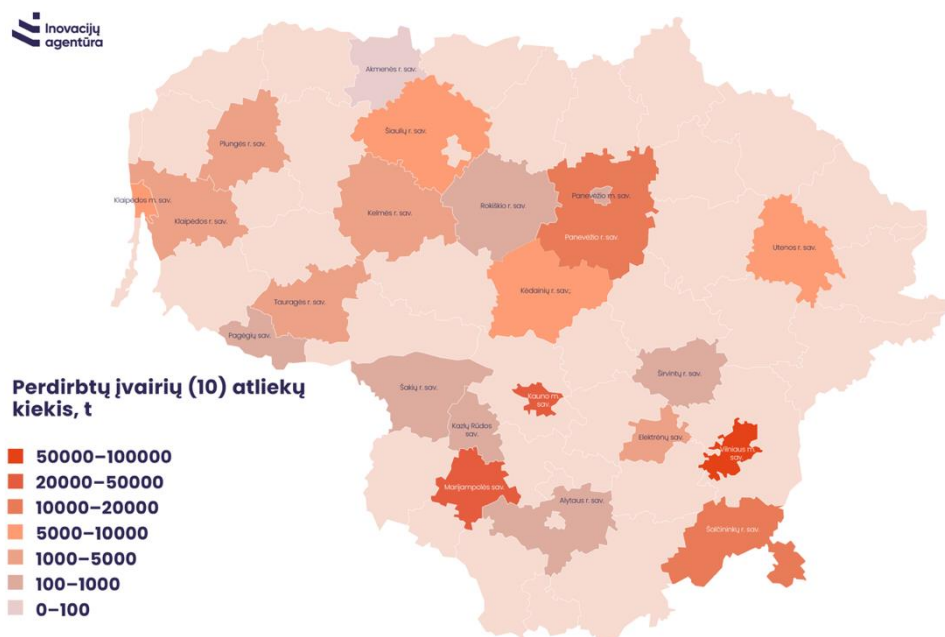 Inovacijų
agentūra
Akmenės r. sav.
Šiaulių r. sav.
Plungės r. sav.
Klaipėdos m. sav.
Klaipėdos r. sav.
Kelmės r. sav.
Rokiškio r. sav.
Panevėžio m. sav.
Panevėžio r. sav.
Utenos r. sav.
Kėdainių r. sav.;
Tauragės r. sav.
Pagėgių sav.
Šakių r. sav.
Kazlų Rūdos
sav.
Kauno m.
sav.
Širvintų r. sav.
Elektrėnų sav.
Vilniaus m.
sav.
Marijampolės sav.
Alytaus r. sav.
Šalčininkų r. sav.
Perdirbtų įvairių (10) atliekų
kiekis, t
50000–100000
20000–50000
10000–20000
5000–10000
1000–5000
100–1000
0–100